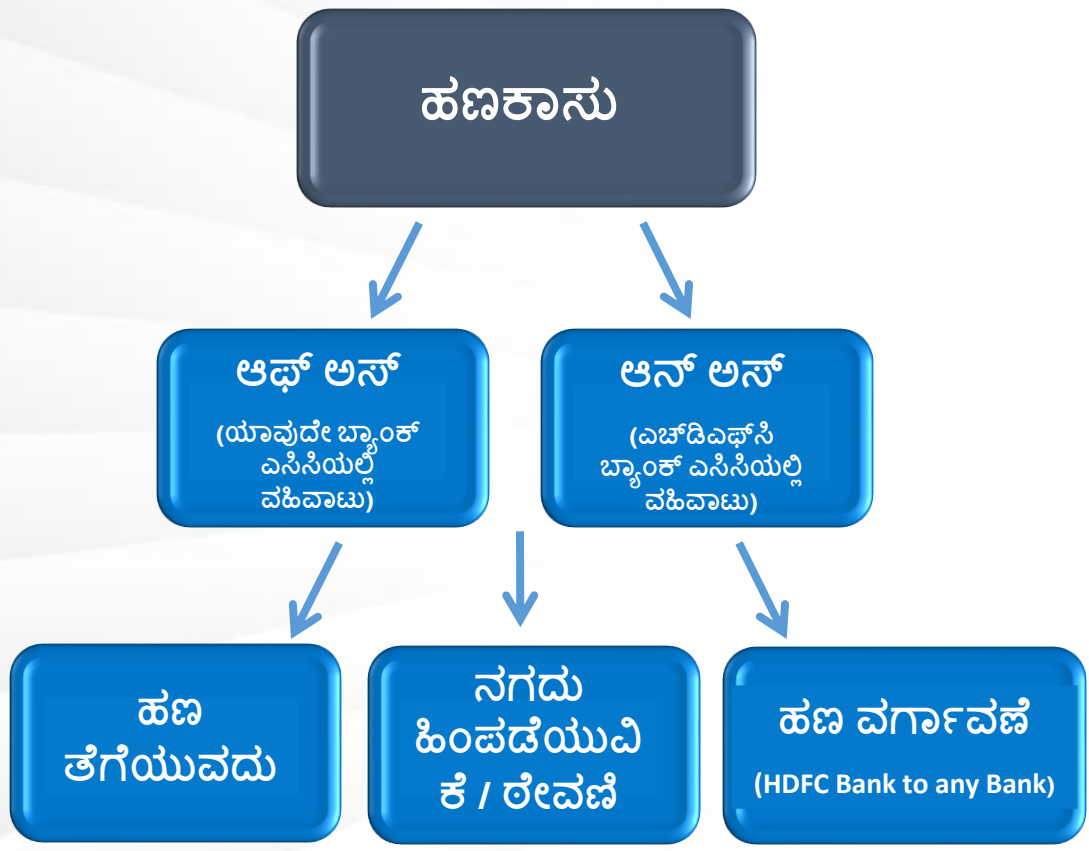 ಹಣಕಾಸು
ಆಫ್ ಅಸ್
(ಯಾವುದೇ ಬ್ಯಾಂಕ್
ಎಸಿಸಿಯಲ್ಲಿ
ವಹಿವಾಟು)
ಆನ್ ಅಸ್
(ಎಚ್‌ಡಿಎಫ್‌ಸಿ
ಬ್ಯಾಂಕ್ ಎಸಿಸಿಯಲ್ಲಿ
ವಹಿವಾಟು)
ಹಣ
ತೆಗೆಯುವದು
ನಗದು
ಹಿಂಪಡೆಯುವಿ
ಕೆ / ಠೇವಣಿ
ಹಣ ವರ್ಗಾವಣೆ
(HDFC Bank to any Bank)